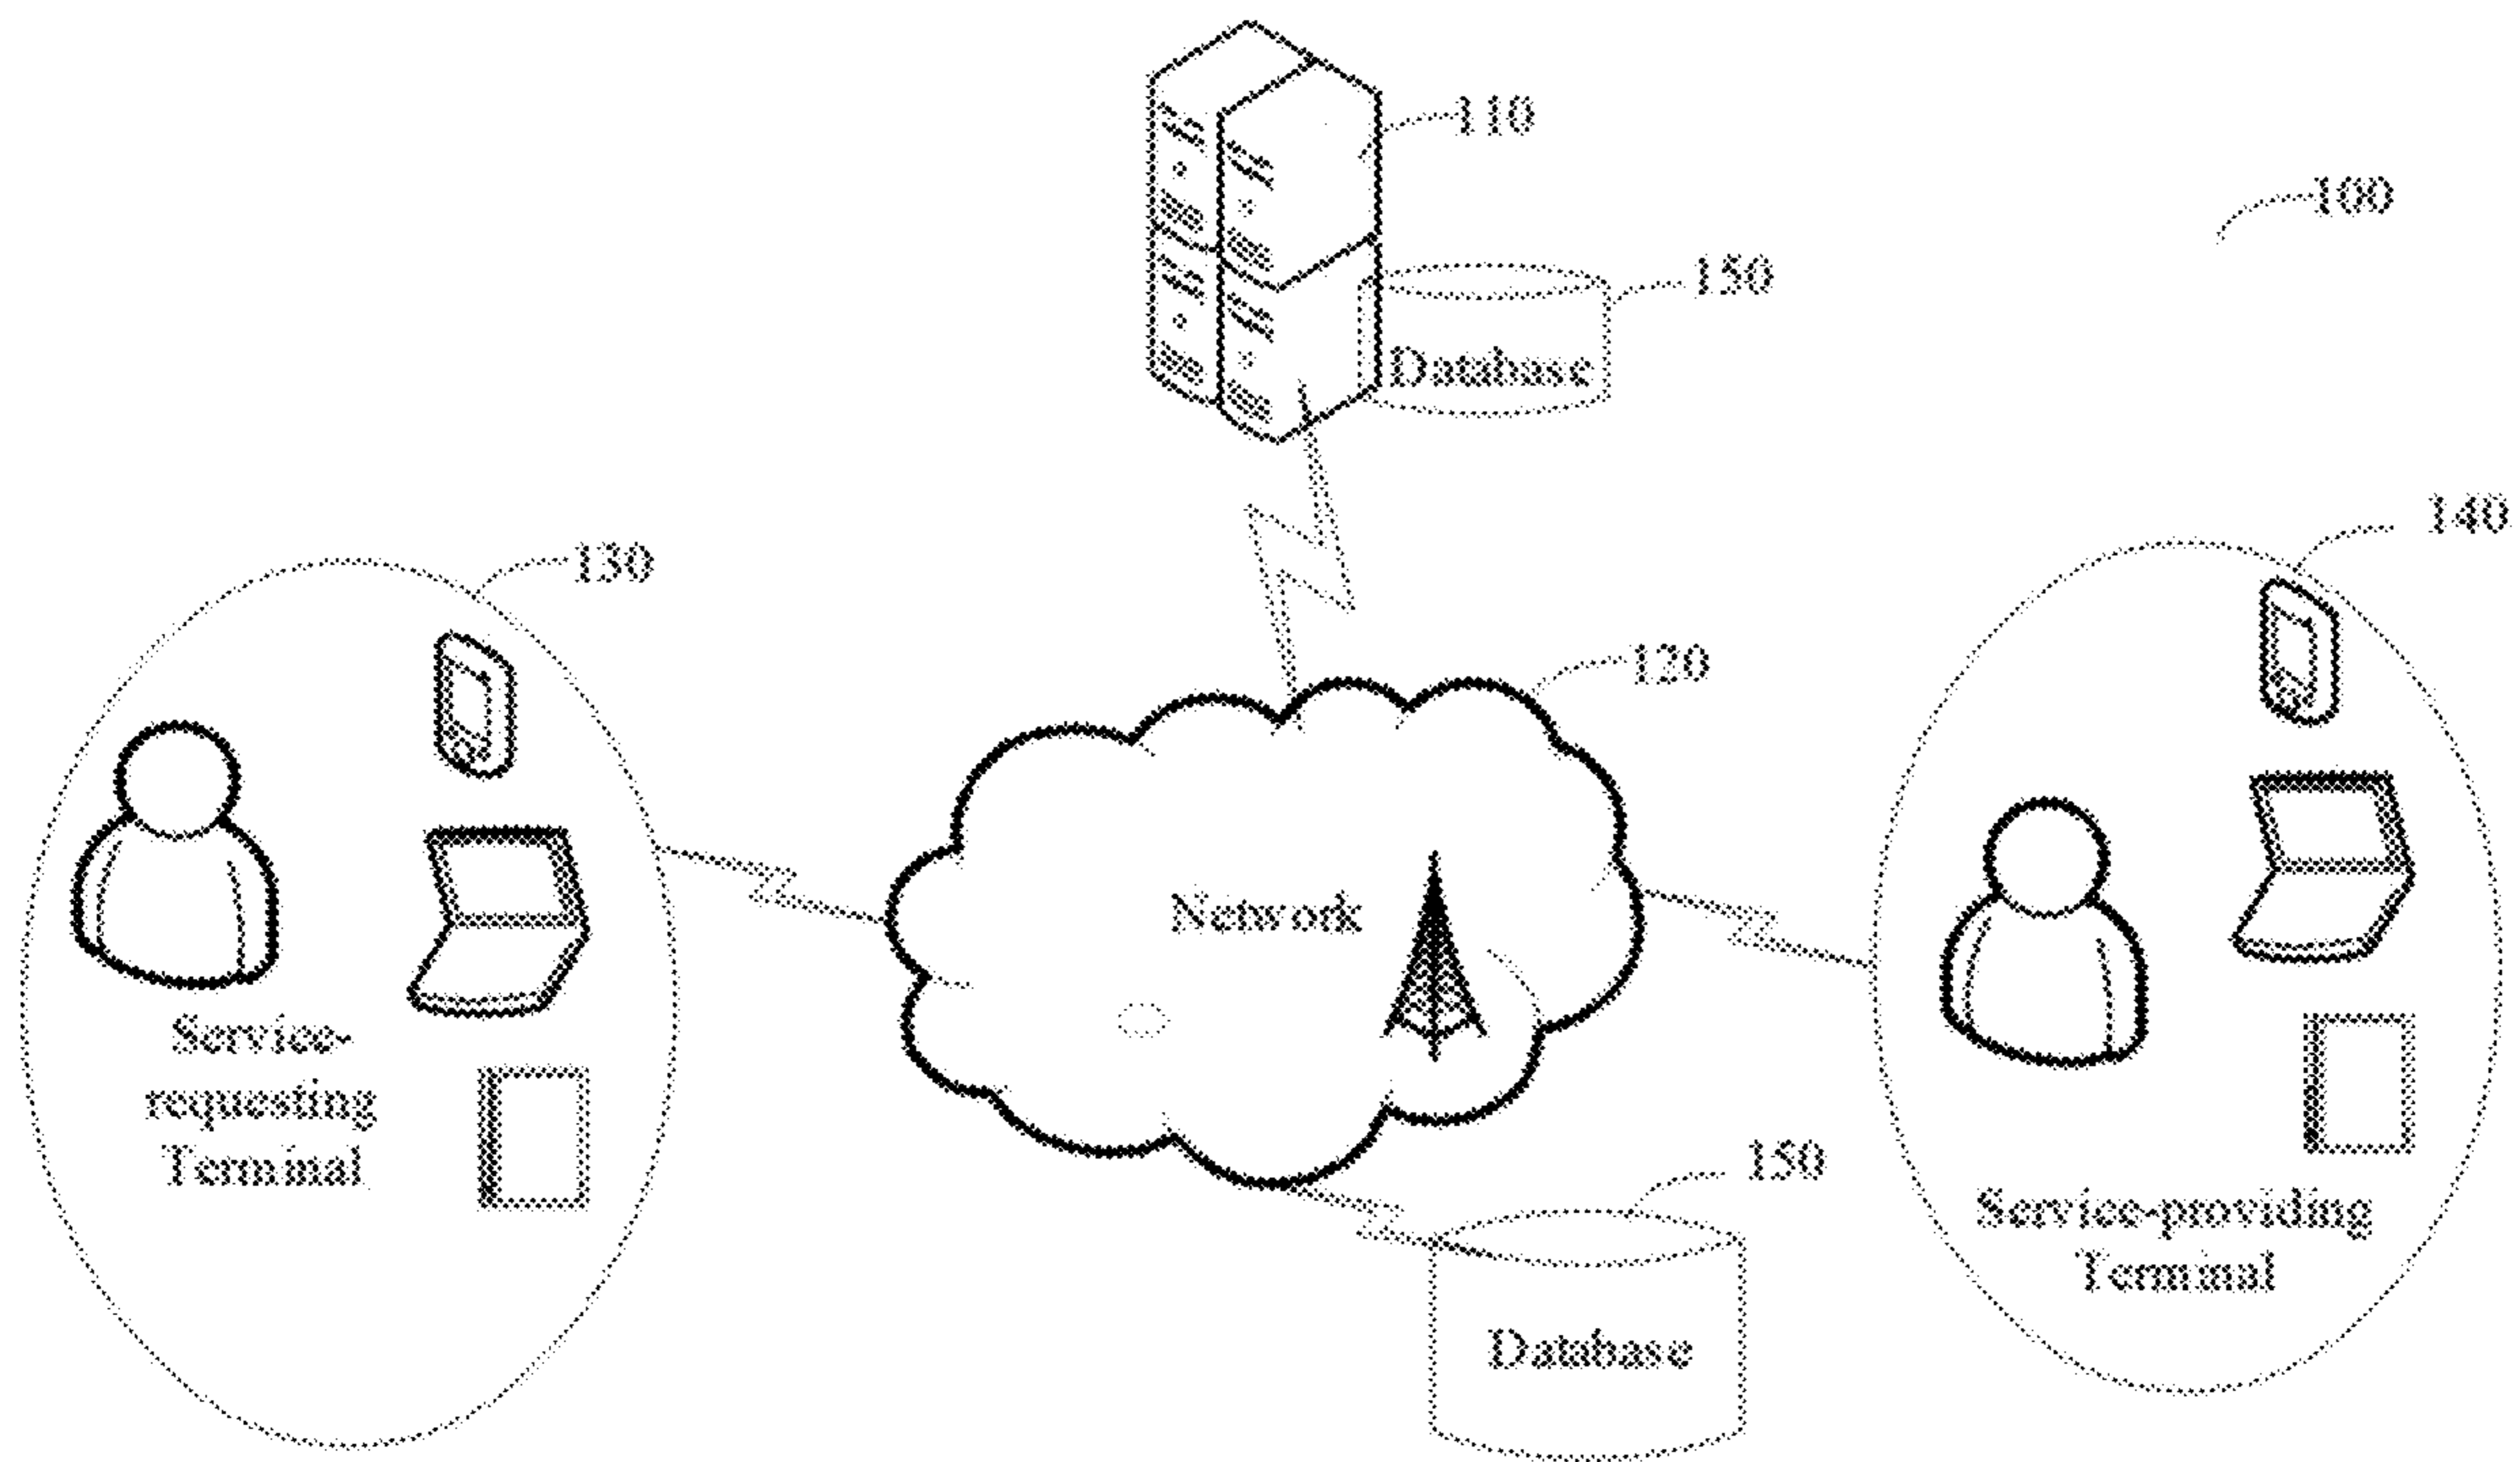 110
100
150
Database
140
130
120
Network
Service-
requesting
Terminal
150
Service-providing
Terminal
Database